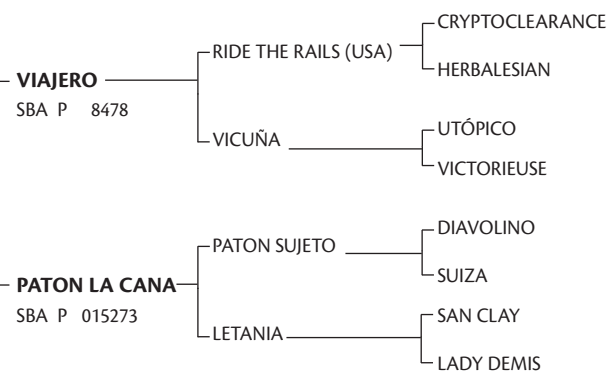 CRYPTOCLEARANCE
RIDE THE RAILS (USA)
HERBALESIAN
VIAJERO
SBA P 8478
UTÓPICO
VICUÑA
VICTORIEUSE
DIAVOLINO
PATON SUJETO
SUIZA
PATON LA CANA
SBA P 015273
SAN CLAY
LETANIA
LADY DEMIS